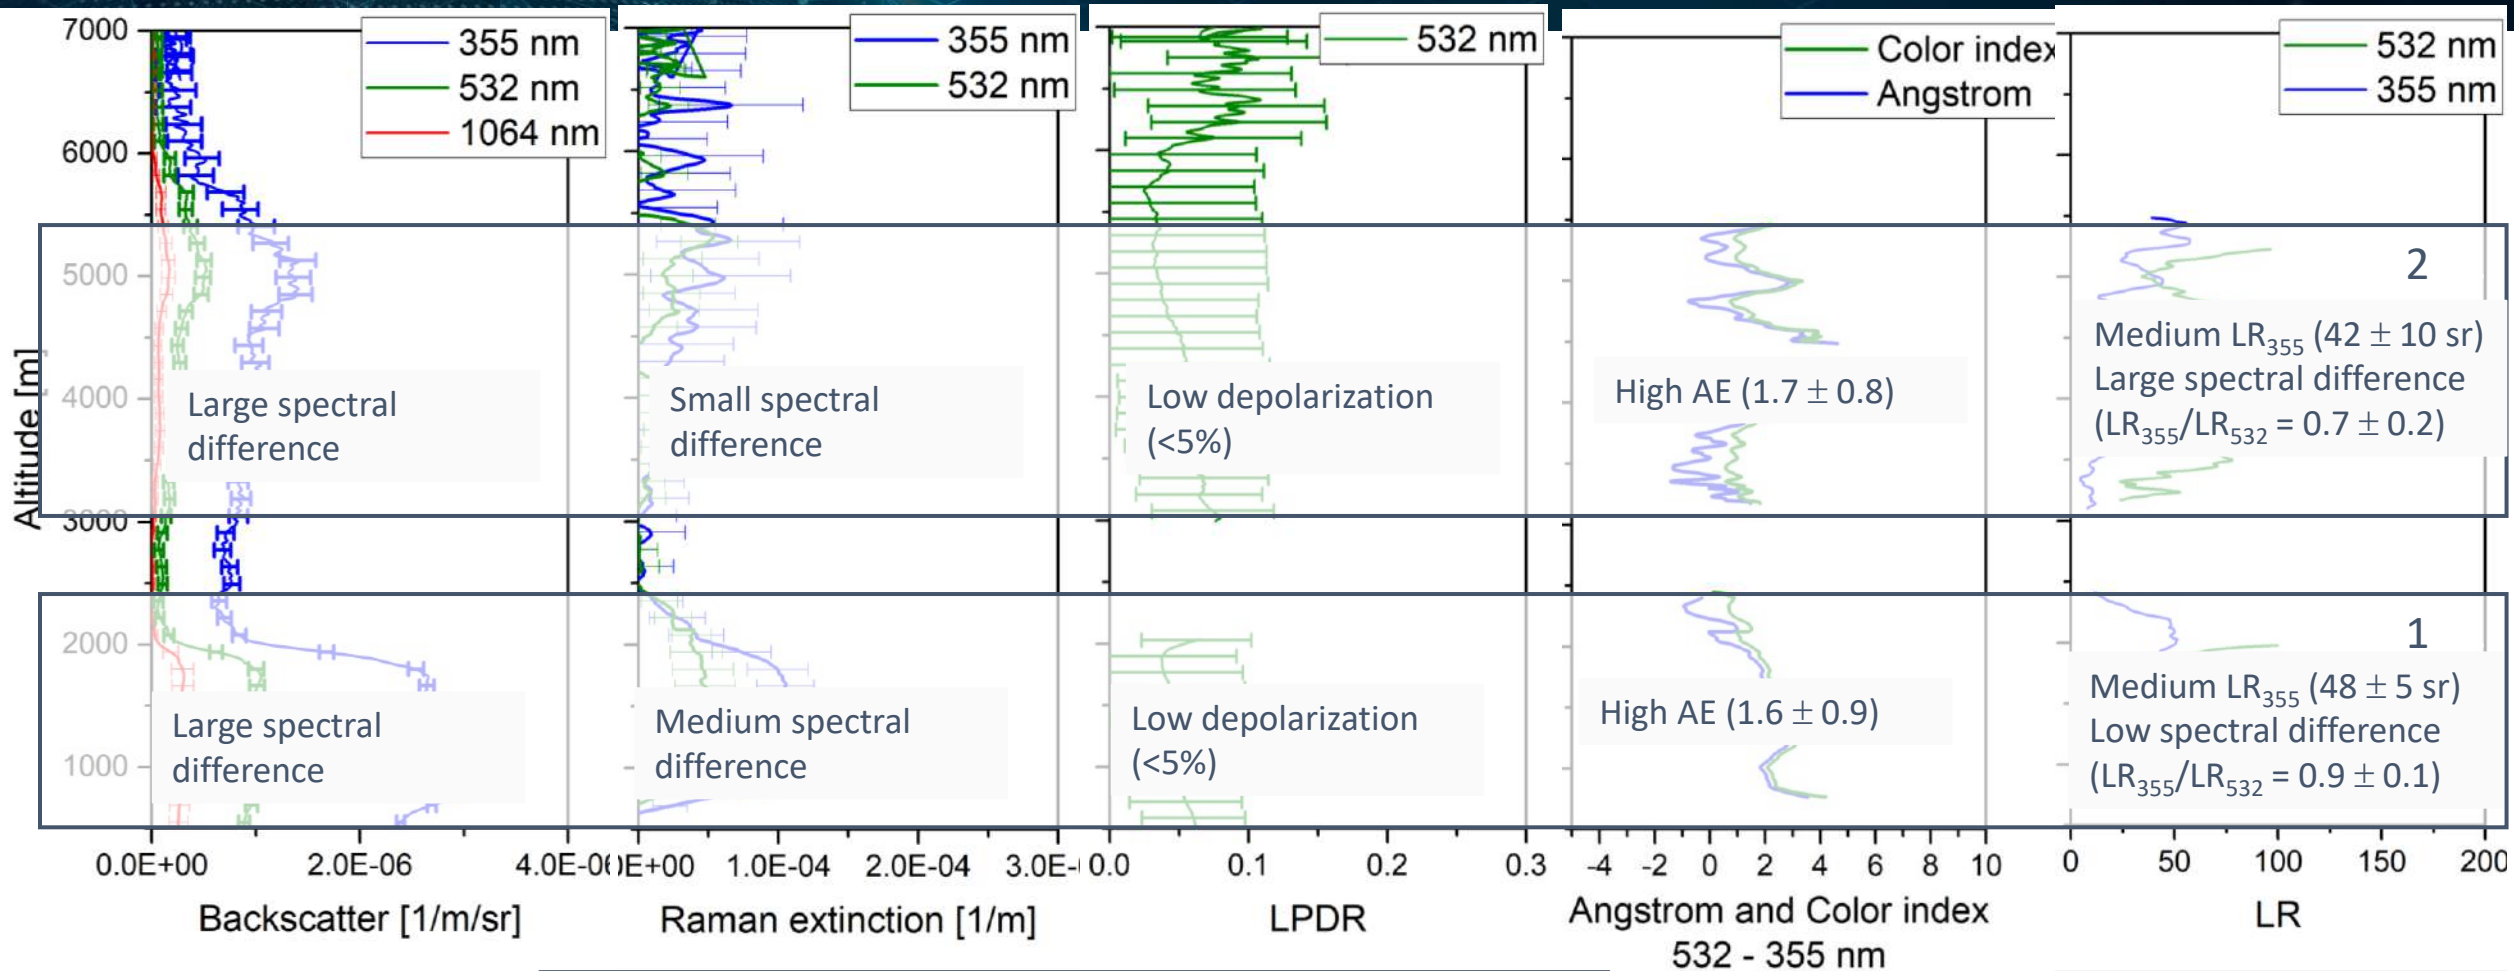 355 nm
532 nm
1064 nm
355 nm
532 nm
532 nm
Color index
Angstrom
532 nm
355 nm
Altitude [m]
7000
6000
5000
4000
3000
2000
1000
2
Large spectral
difference
Small spectral
difference
Low depolarization
(<5%)
High AE (1.7 ± 0.8)
Medium LR355 (42 ± 10 sr)
Large spectral difference
(LR355/LR532 = 0.7 ± 0.2)
1
Large spectral
difference
Medium spectral
difference
Low depolarization
(<5%)
High AE (1.6 ± 0.9)
Medium LR355 (48 ± 5 sr)
Low spectral difference
(LR355/LR532 = 0.9 ± 0.1)
0.0E+00 2.0E-06 4.0E-0
E+00 1.0E-04 2.0E-04 3.0E-
0.0 0.1 0.2 0.3
-4 -2 0 2 4 6 8 10
0 50 100 150 200
Backscatter [1/m/sr]
Raman extinction [1/m]
LPDR
Angstrom and Color index
532 - 355 nm
LR